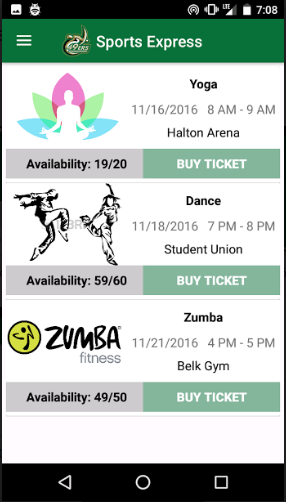 LTE 7:08
49ERS Sports Express
Yoga
11/16/2016 8 AM - 9 AM
Halton Arena
Availability: 19/20 BUY TICKET
Dance
11/18/2016 7 PM - 8 PM
Student Union
Availability: 59/60 BUY TICKET
Zumba
ZUMBA
fitness
11/21/2016 4 PM - 5 PM
Belk Gym
Availability: 49/50 BUY TICKET